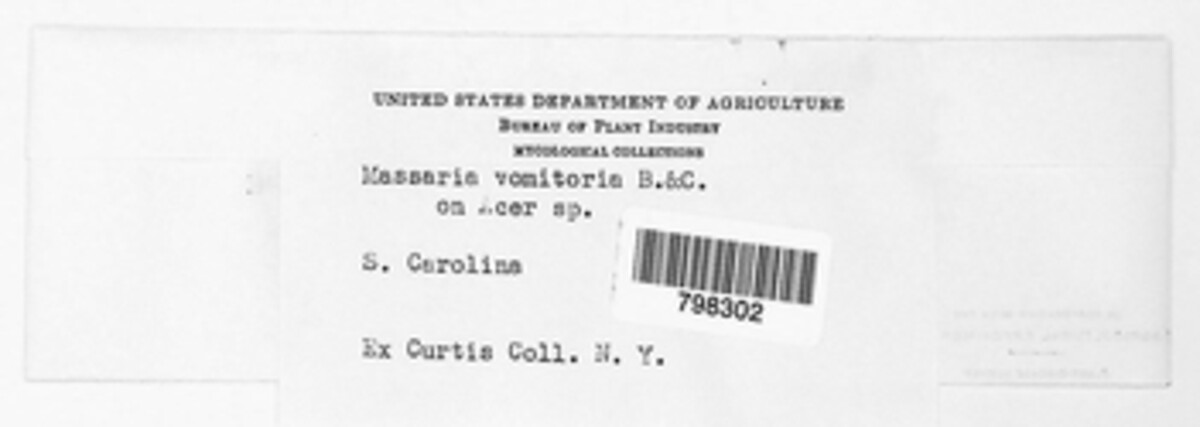 UNITED STATES DEPARTMENT OF AGRICULTURE
BUREAU OF PLANT INDUSTRY
MYCOLOGICAL COLLECTIONS
Massaria vomitoria B.&C.
on Acer sp.
S. Carolina
798302
Ex Curtis Coll. N. Y.